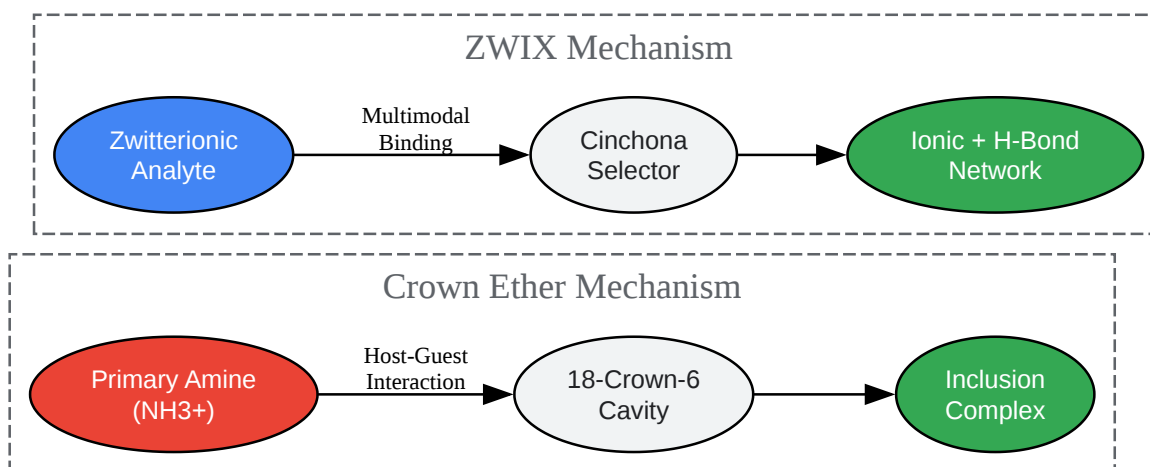 ZWIX Mechanism
Zwitterionic
Analyte
Multimodal
Binding
Cinchona
Selector
Ionic + H-Bond
Network
Crown Ether Mechanism
Primary Amine
(NH3+)
Host-Guest
Interaction
18-Crown-6
Cavity
Inclusion
Complex